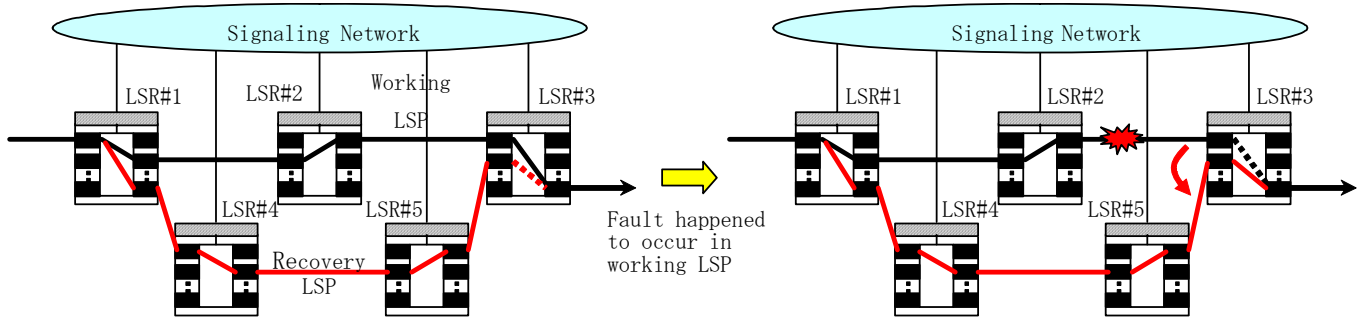 Signaling Network
Working
LSP
LSR#1
LSR#2
LSR#3
LSR#4
LSR#5
Recovery
LSP
Fault happened
to occur in
working LSP
Signaling Network
LSR#1
LSR#2
LSR#3
LSR#4
LSR#5